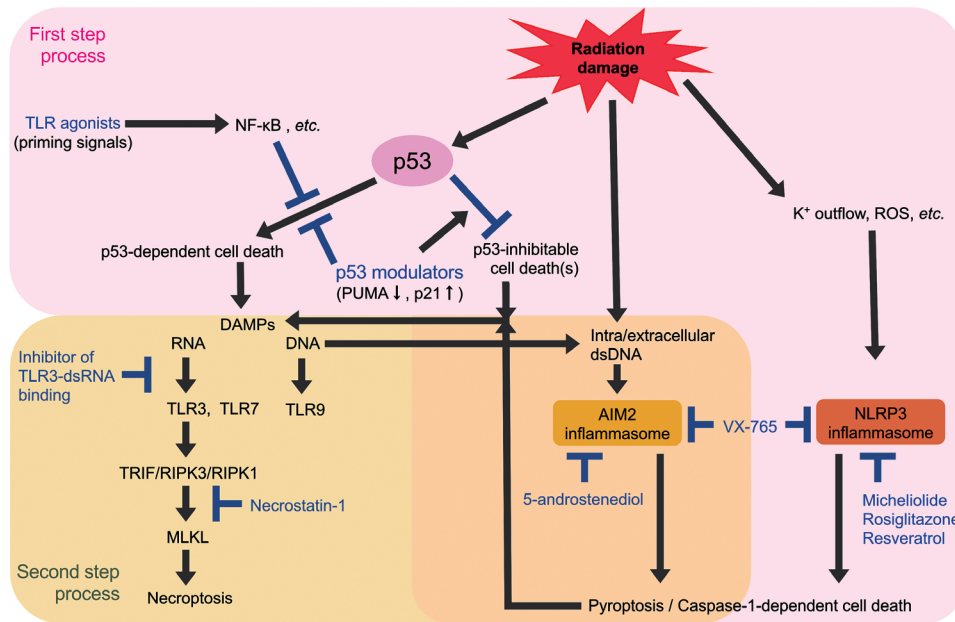 First step
process
Radiation
damage
TLR agonists
(priming signals)
NF-κB , etc.
p53
K⁺ outflow, ROS, etc.
p53-dependent cell death
p53-inhibitable
cell death(s)
p53 modulators
(PUMA ↓, p21 ↑)
DAMPs
RNA
DNA
Intra/extracellular
dsDNA
Inhibitor of
TLR3-dsRNA
binding
TLR3, TLR7
TLR9
AIM2
inflammasome
VX-765
NLRP3
inflammasome
TRIF/RIPK3/RIPK1
Necrostatin-1
5-androstenediol
Micheliolide
Rosiglitazone
Resveratrol
MLKL
Second step
process
Necroptosis
Pyroptosis / Caspase-1-dependent cell death